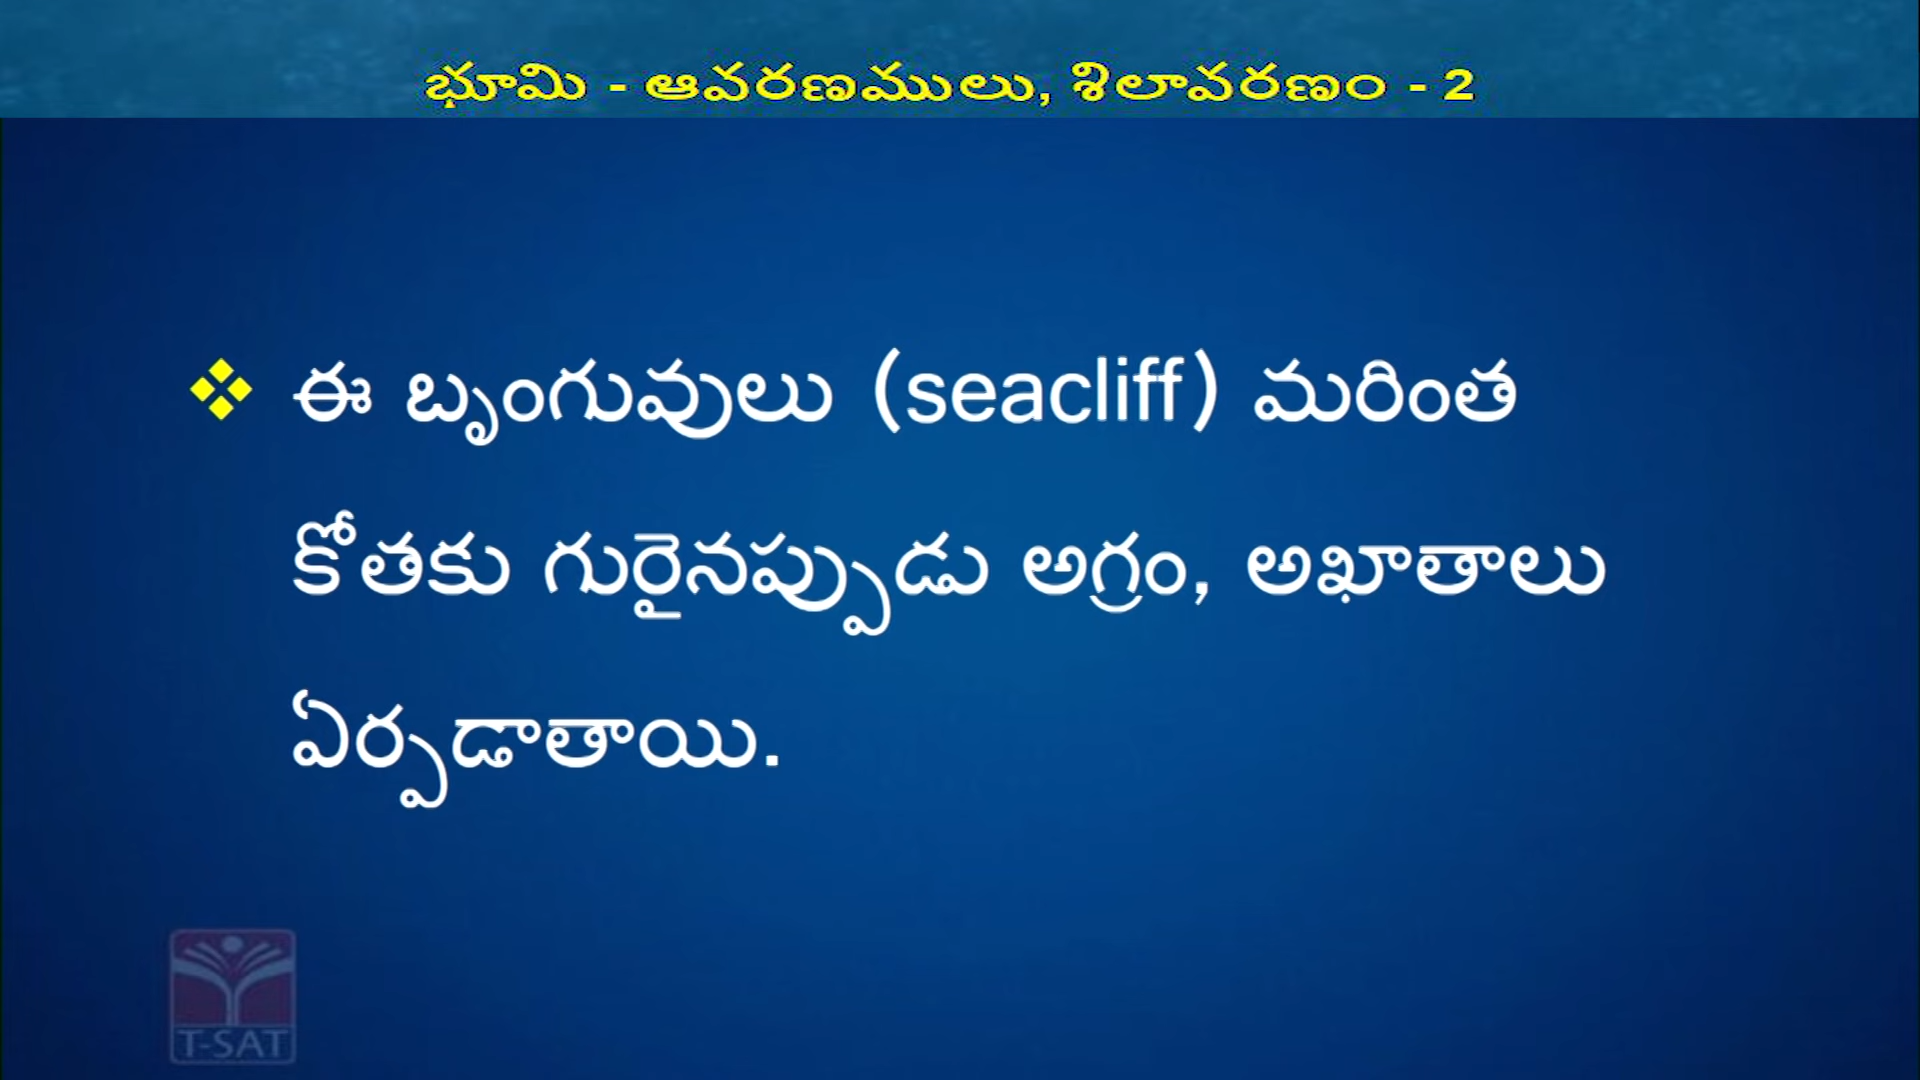 భూమి - ఆవరణములు, శిలావరణం - 2
ఈ బృంగువులు (seacliff) మరింత
కోతకు గురైనప్పుడు అగ్రం, అఖాతాలు
ఏర్పడాతాయి.
T-SAT